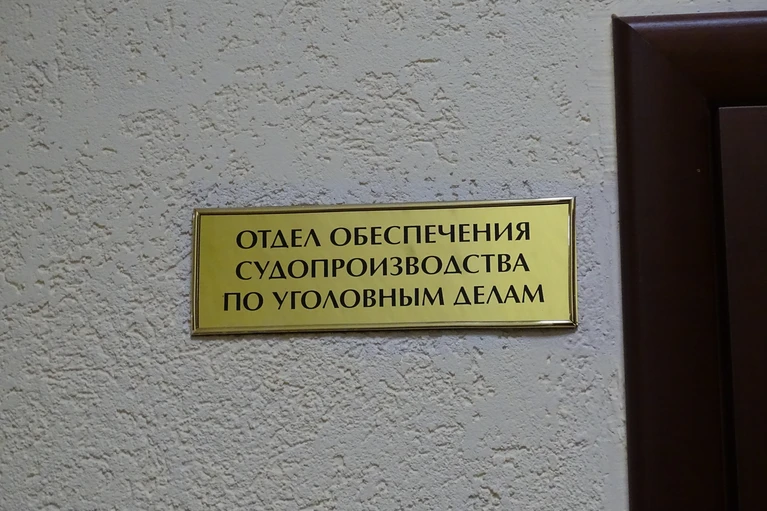 ОТДЕЛ ОБЕСПЕЧЕНИЯ
СУДОПРОИЗВОДСТВА
ПО УГОЛОВНЫМ ДЕЛАМ